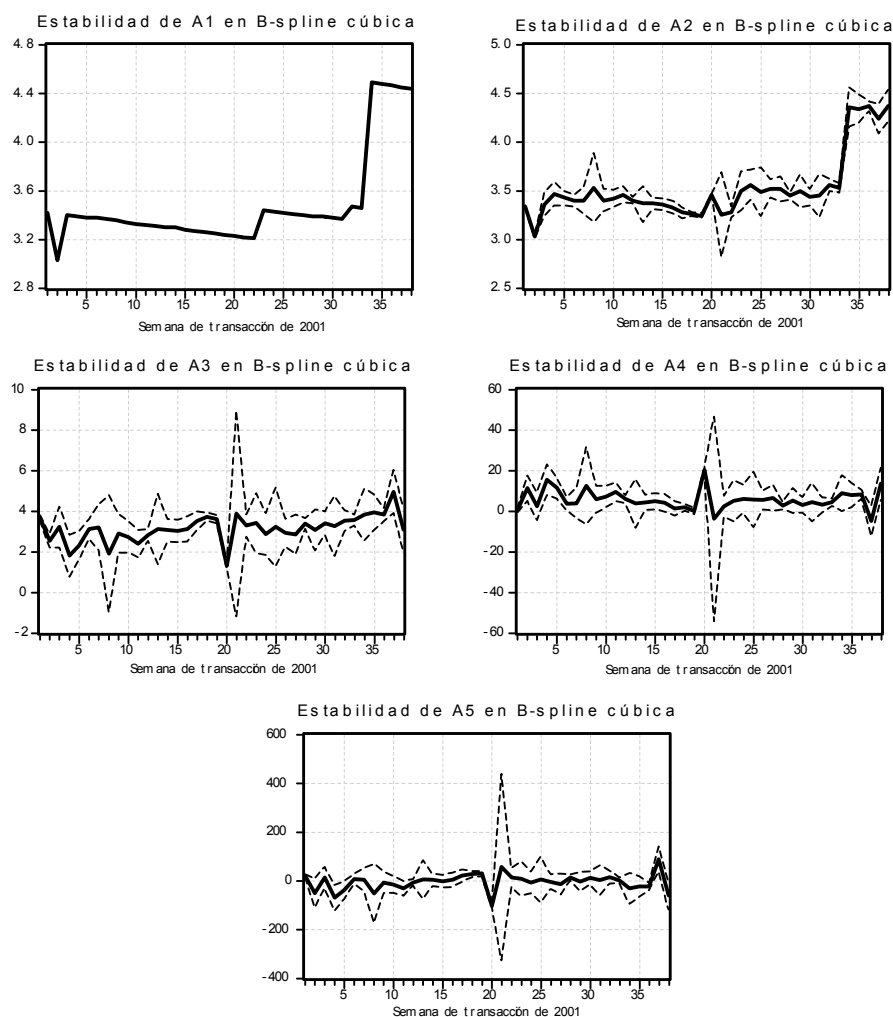 Estabilidad de A1 en B-spline cúbica
4.8
4.4
4.0
3.6
3.2
2.8
5 10 15 20 25 30 35
Semana de transacción de 2001
Estabilidad de A2 en B-spline cúbica
5.0
4.5
4.0
3.5
3.0
2.5
5 10 15 20 25 30 35
Semana de transacción de 2001
Estabilidad de A3 en B-spline cúbica
10
8
6
4
2
0
-2
5 10 15 20 25 30 35
Semana de transacción de 2001
Estabilidad de A4 en B-spline cúbica
60
40
20
0
-20
-40
-60
5 10 15 20 25 30 35
Semana de transacción de 2001
Estabilidad de A5 en B-spline cúbica
600
400
200
0
-200
-400
5 10 15 20 25 30 35
Semana de transacción de 2001